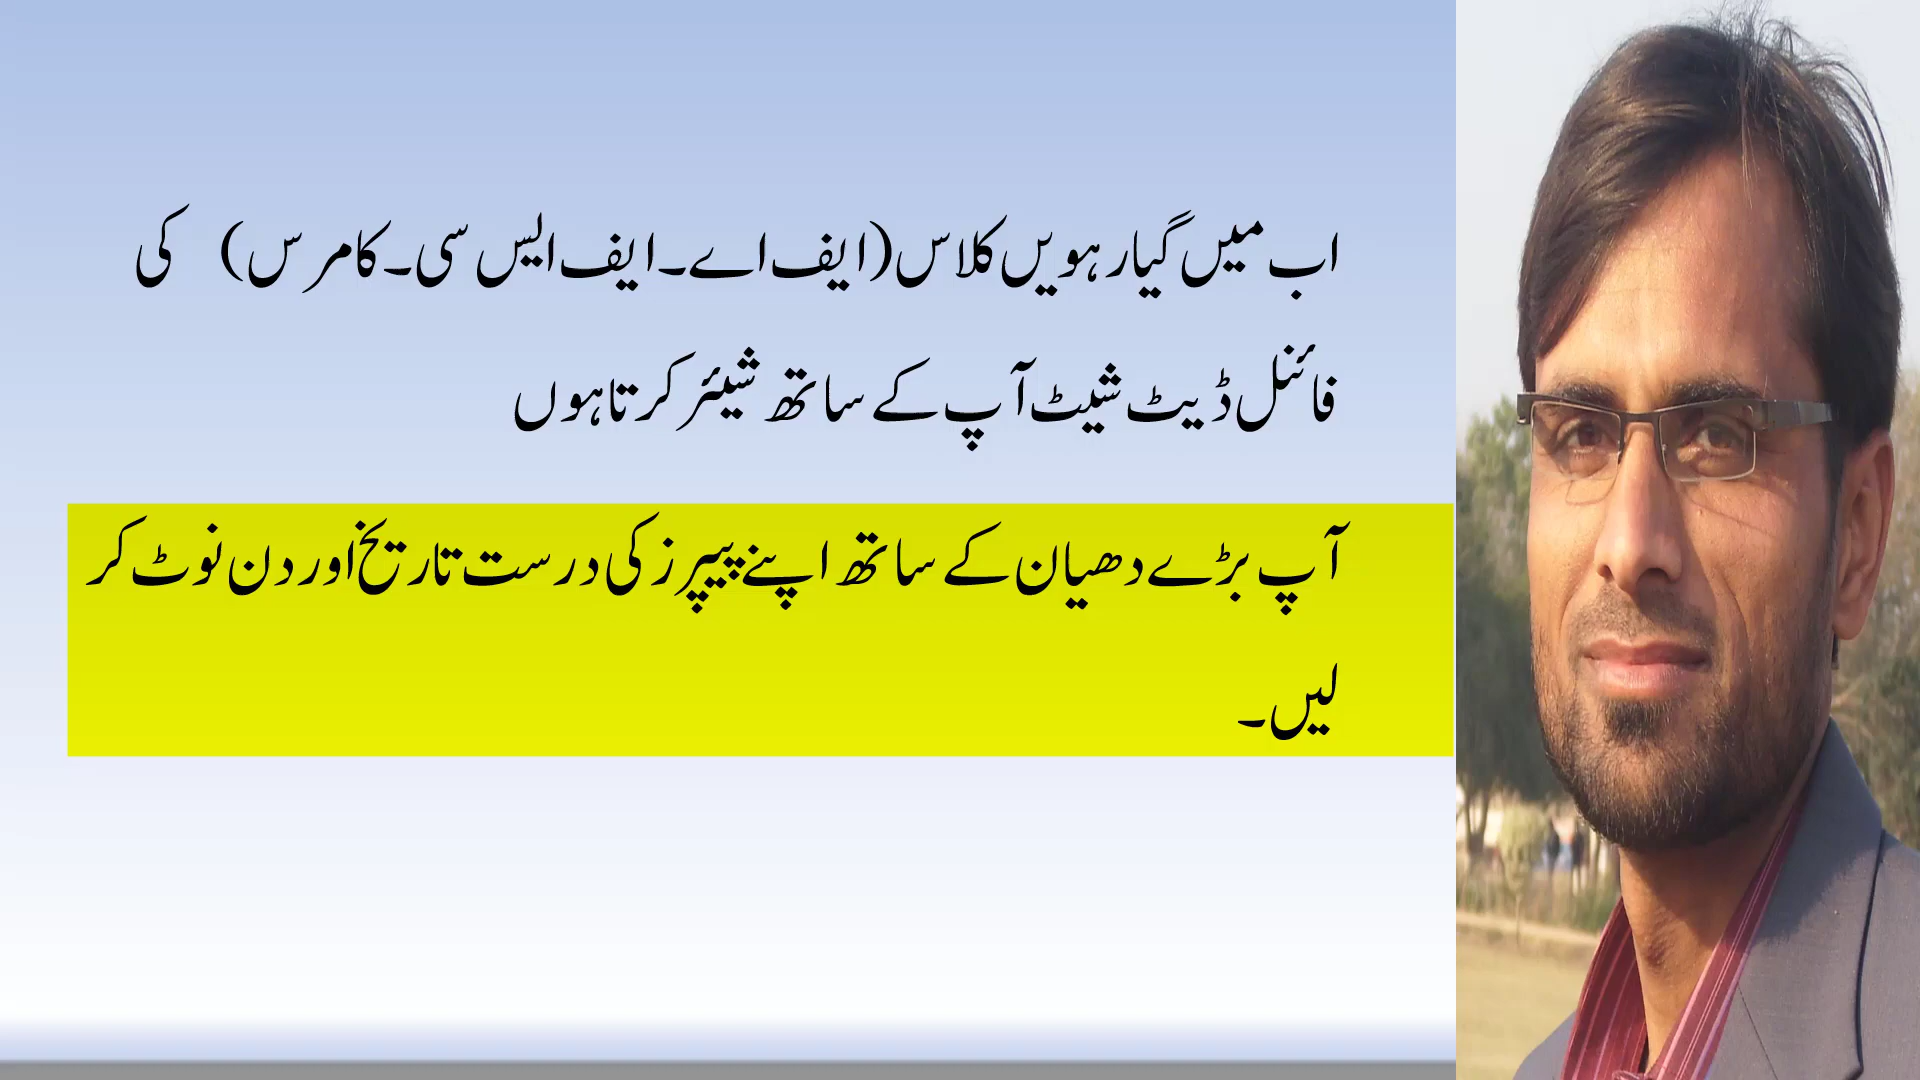 اب میں گیارہویں کلاس (ایف اے۔ایف ایس سی۔کامرس) کی
فائنل ڈیٹ شیٹ آپ کے ساتھ شیئر کرتا ہوں
آپ بڑے دھیان کے ساتھ اپنے پیپرز کی درست تاریخ اور دن نوٹ کر
لیں۔